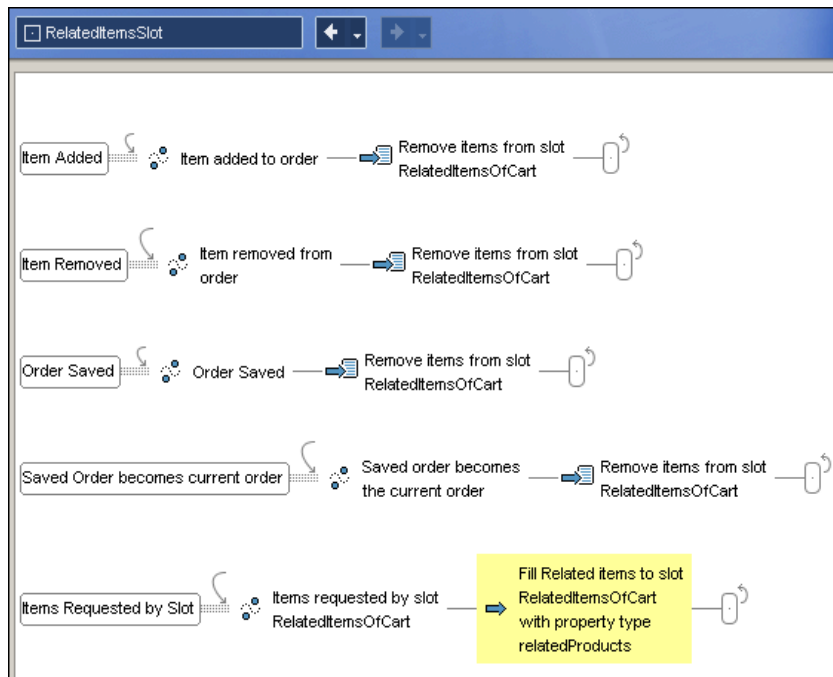 RelatedItemsSlot
Item Added
Item added to order
Remove items from slot
RelatedItemsOfCart
Item Removed
Item removed from
order
Remove items from slot
RelatedItemsOfCart
Order Saved
Order Saved
Remove items from slot
RelatedItemsOfCart
Saved Order becomes current order
Saved order becomes
the current order
Remove items from slot
RelatedItemsOfCart
Items Requested by Slot
Items requested by slot
RelatedItemsOfCart
Fill Related items to slot
RelatedItemsOfCart
with property type
relatedProducts